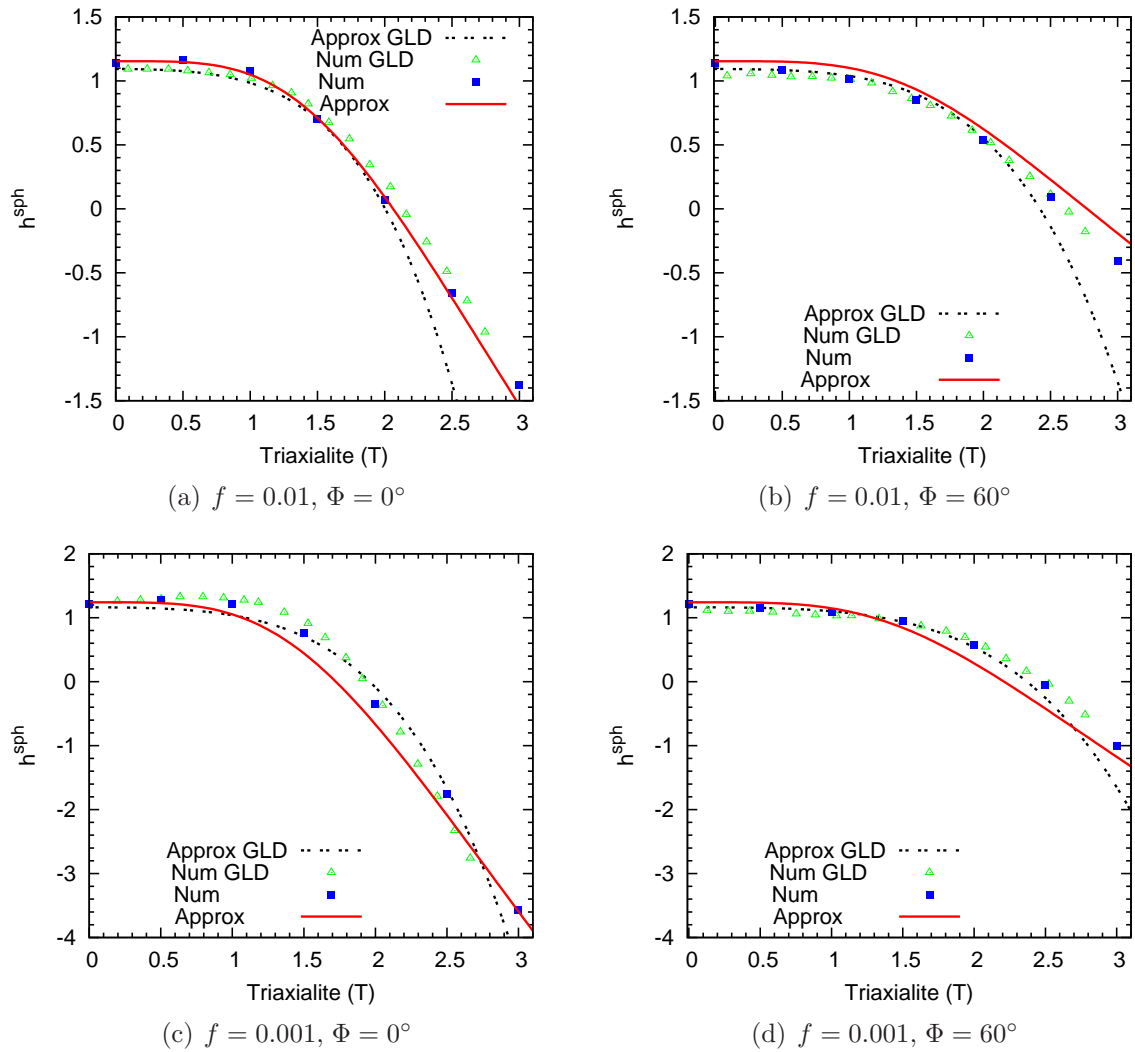 1.5
1
0.5
0
-0.5
-1
-1.5
h^sph
Approx GLD
Num GLD
Num
Approx
0 0.5 1 1.5 2 2.5 3
Triaxialite (T)
(a) f = 0.01, Φ = 0°
1.5
1
0.5
0
-0.5
-1
-1.5
h^sph
Approx GLD
Num GLD
Num
Approx
0 0.5 1 1.5 2 2.5 3
Triaxialite (T)
(b) f = 0.01, Φ = 60°
2
1
0
-1
-2
-3
-4
h^sph
Approx GLD
Num GLD
Num
Approx
0 0.5 1 1.5 2 2.5 3
Triaxialite (T)
(c) f = 0.001, Φ = 0°
2
1
0
-1
-2
-3
-4
h^sph
Approx GLD
Num GLD
Num
Approx
0 0.5 1 1.5 2 2.5 3
Triaxialite (T)
(d) f = 0.001, Φ = 60°